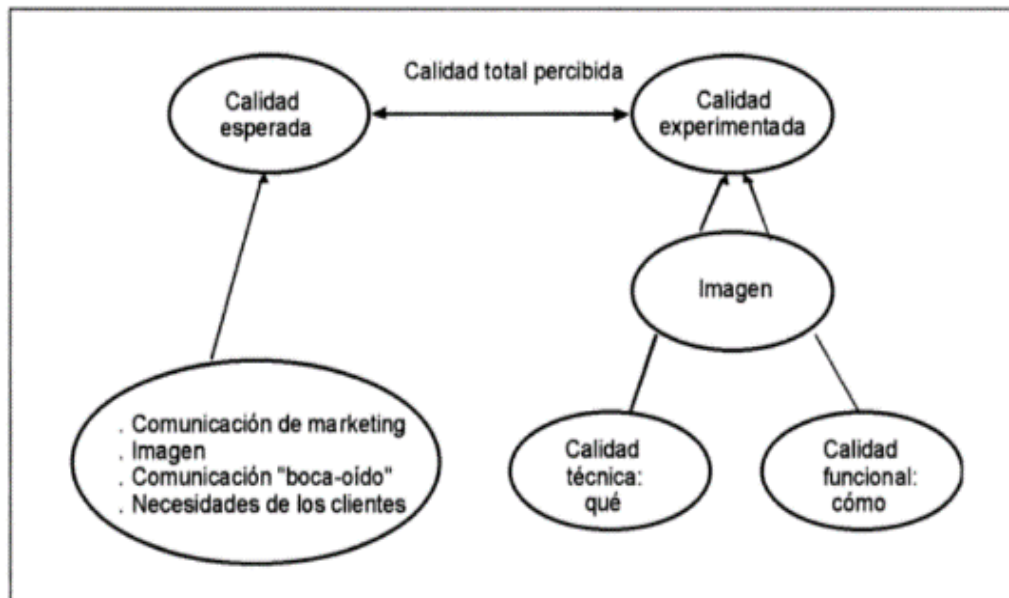 Calidad total percibida
Calidad
esperada
Calidad
experimentada
Imagen
. Comunicación de marketing
. Imagen
. Comunicación "boca-oído"
. Necesidades de los clientes
Calidad
técnica:
qué
Calidad
funcional:
cómo